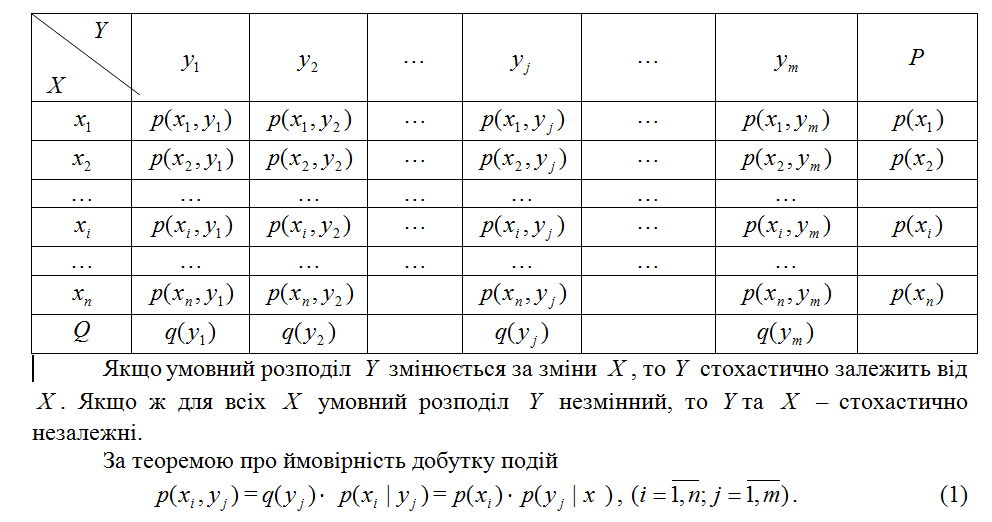 Y
X y₁ y₂ … yⱼ … yₘ P
x₁ p(x₁, y₁) p(x₁, y₂) … p(x₁, yⱼ) p(x₁, yₘ) p(x₁)
x₂ p(x₂, y₁) p(x₂, y₂) … p(x₂, yⱼ) … p(x₂, yₘ) p(x₂)
… … … … … … …
xᵢ p(xᵢ, y₁) p(xᵢ, y₂) … p(xᵢ, yⱼ) … p(xᵢ, yₘ) p(xᵢ)
… … … … … … …
xₙ p(xₙ, y₁) p(xₙ, y₂) p(xₙ, yⱼ) p(xₙ, yₘ) p(xₙ)
Q q(y₁) q(y₂) q(yⱼ) q(yₘ)
Якщо умовний розподіл Y змінюється за зміни X , то Y стохастично залежить від
X . Якщо ж для всіх X умовний розподіл Y незмінний, то Y та X – стохастично
незалежні.
За теоремою про ймовірність добутку подій
p(xᵢ, yⱼ) = q(yⱼ)· p(xᵢ | yⱼ) = p(xᵢ)· p(yⱼ | x ) , (i = 1,n; j = 1,m). (1)